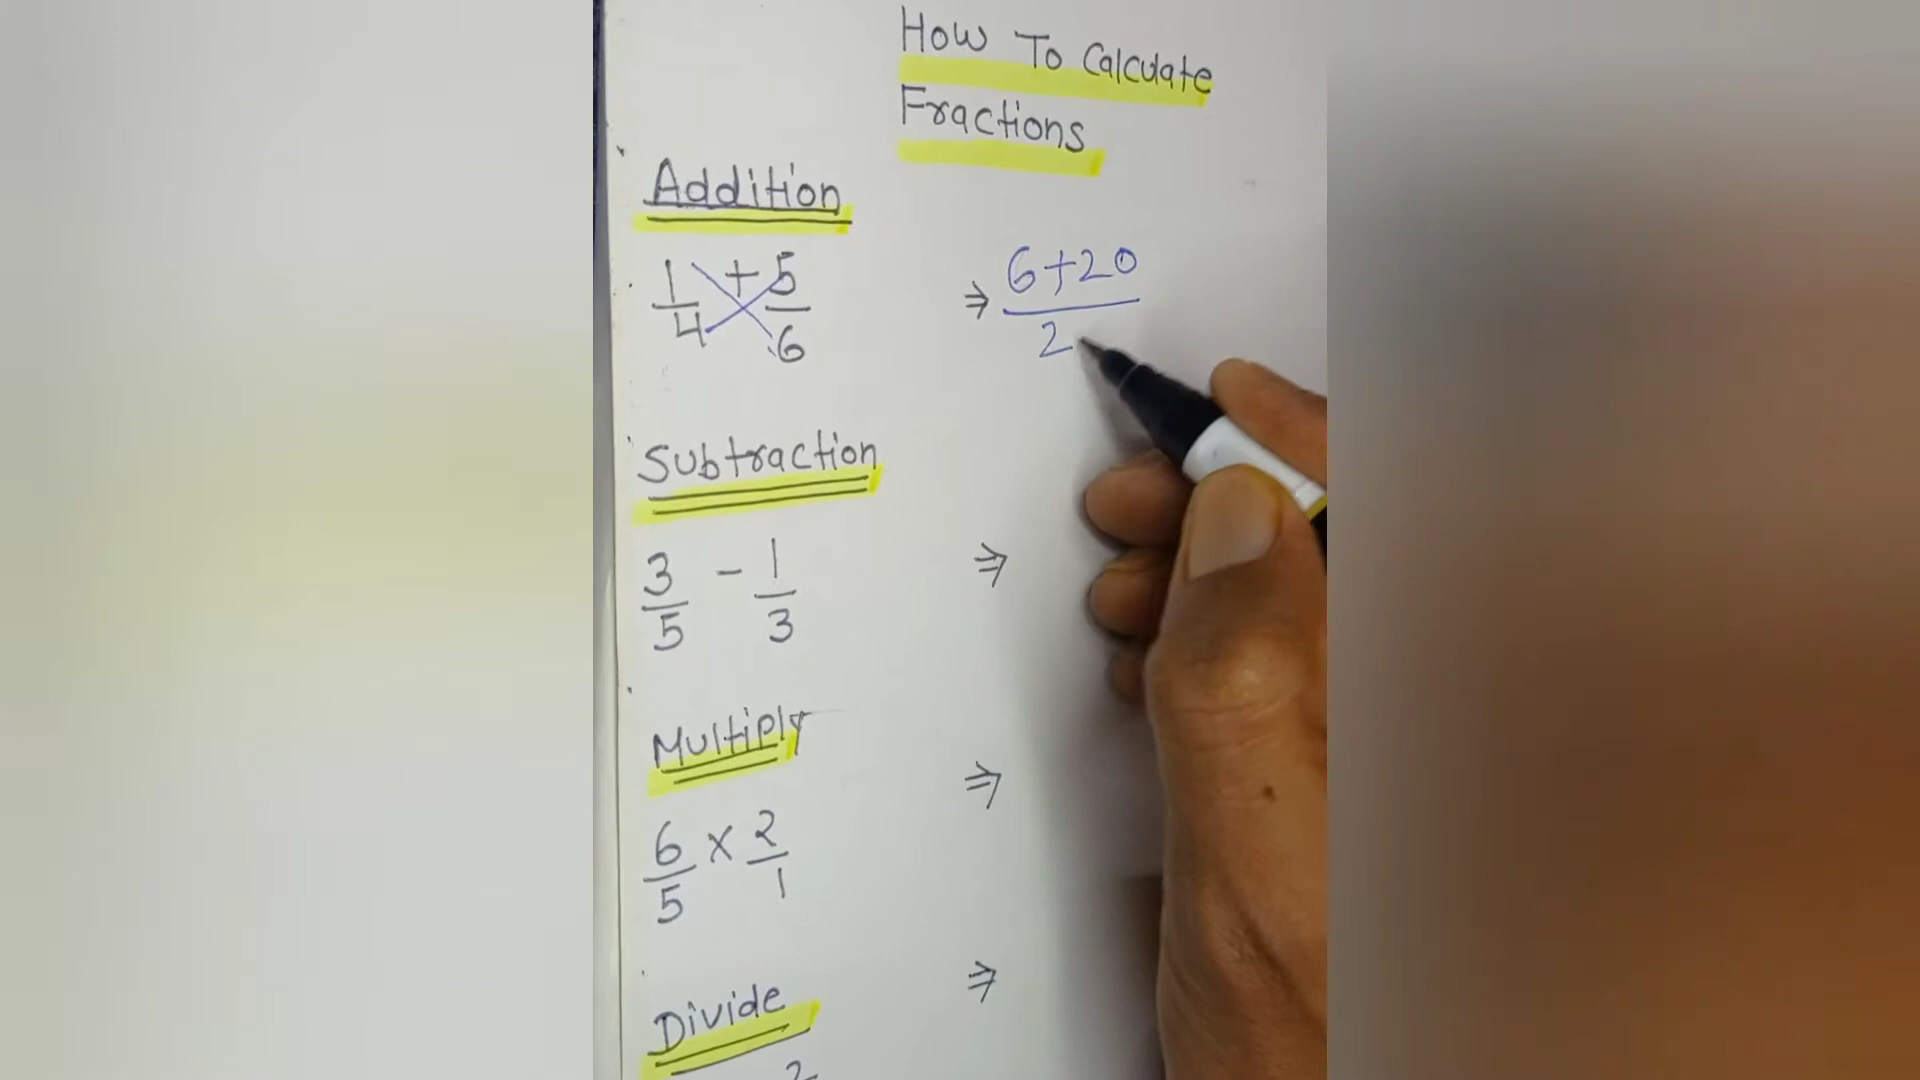 How To Calculate
Fractions
Addition
1/4 + 5/6 ⇒ 6+20/2
Subtraction
3/5 - 1/3 ⇒
Multiply
⇒
6/5 x 2/1
Divide ⇒
2